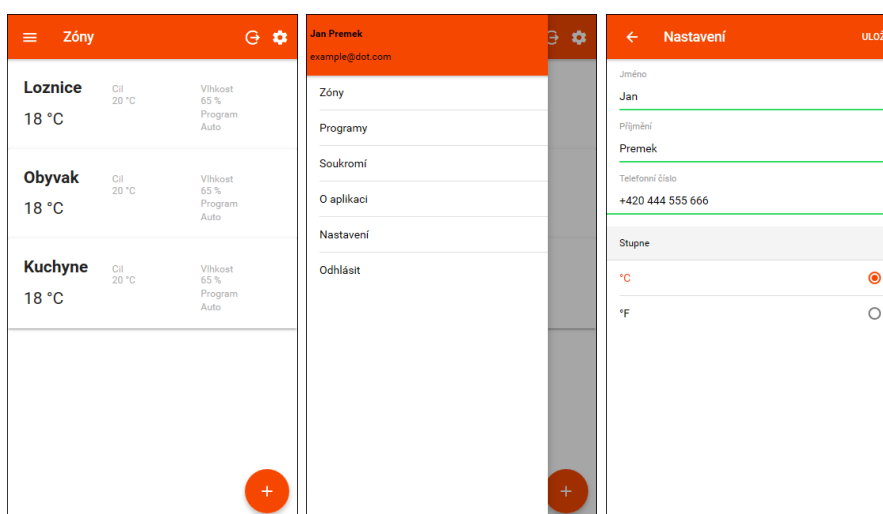 Zóny
Loznice
18 °C
Cíl
20 °C
Vlhkost
65 %
Program
Auto
Obyvak
18 °C
Cíl
20 °C
Vlhkost
65 %
Program
Auto
Kuchyne
18 °C
Cíl
20 °C
Vlhkost
65 %
Program
Auto
+
Jan Premek
example@dot.com
Zóny
Programy
Soukromí
O aplikaci
Nastavení
Odhlásit
+
Nastavení
ULOŽ
Jméno
Jan
Příjmění
Premek
Telefonní číslo
+420 444 555 666
Stupne
°C
°F